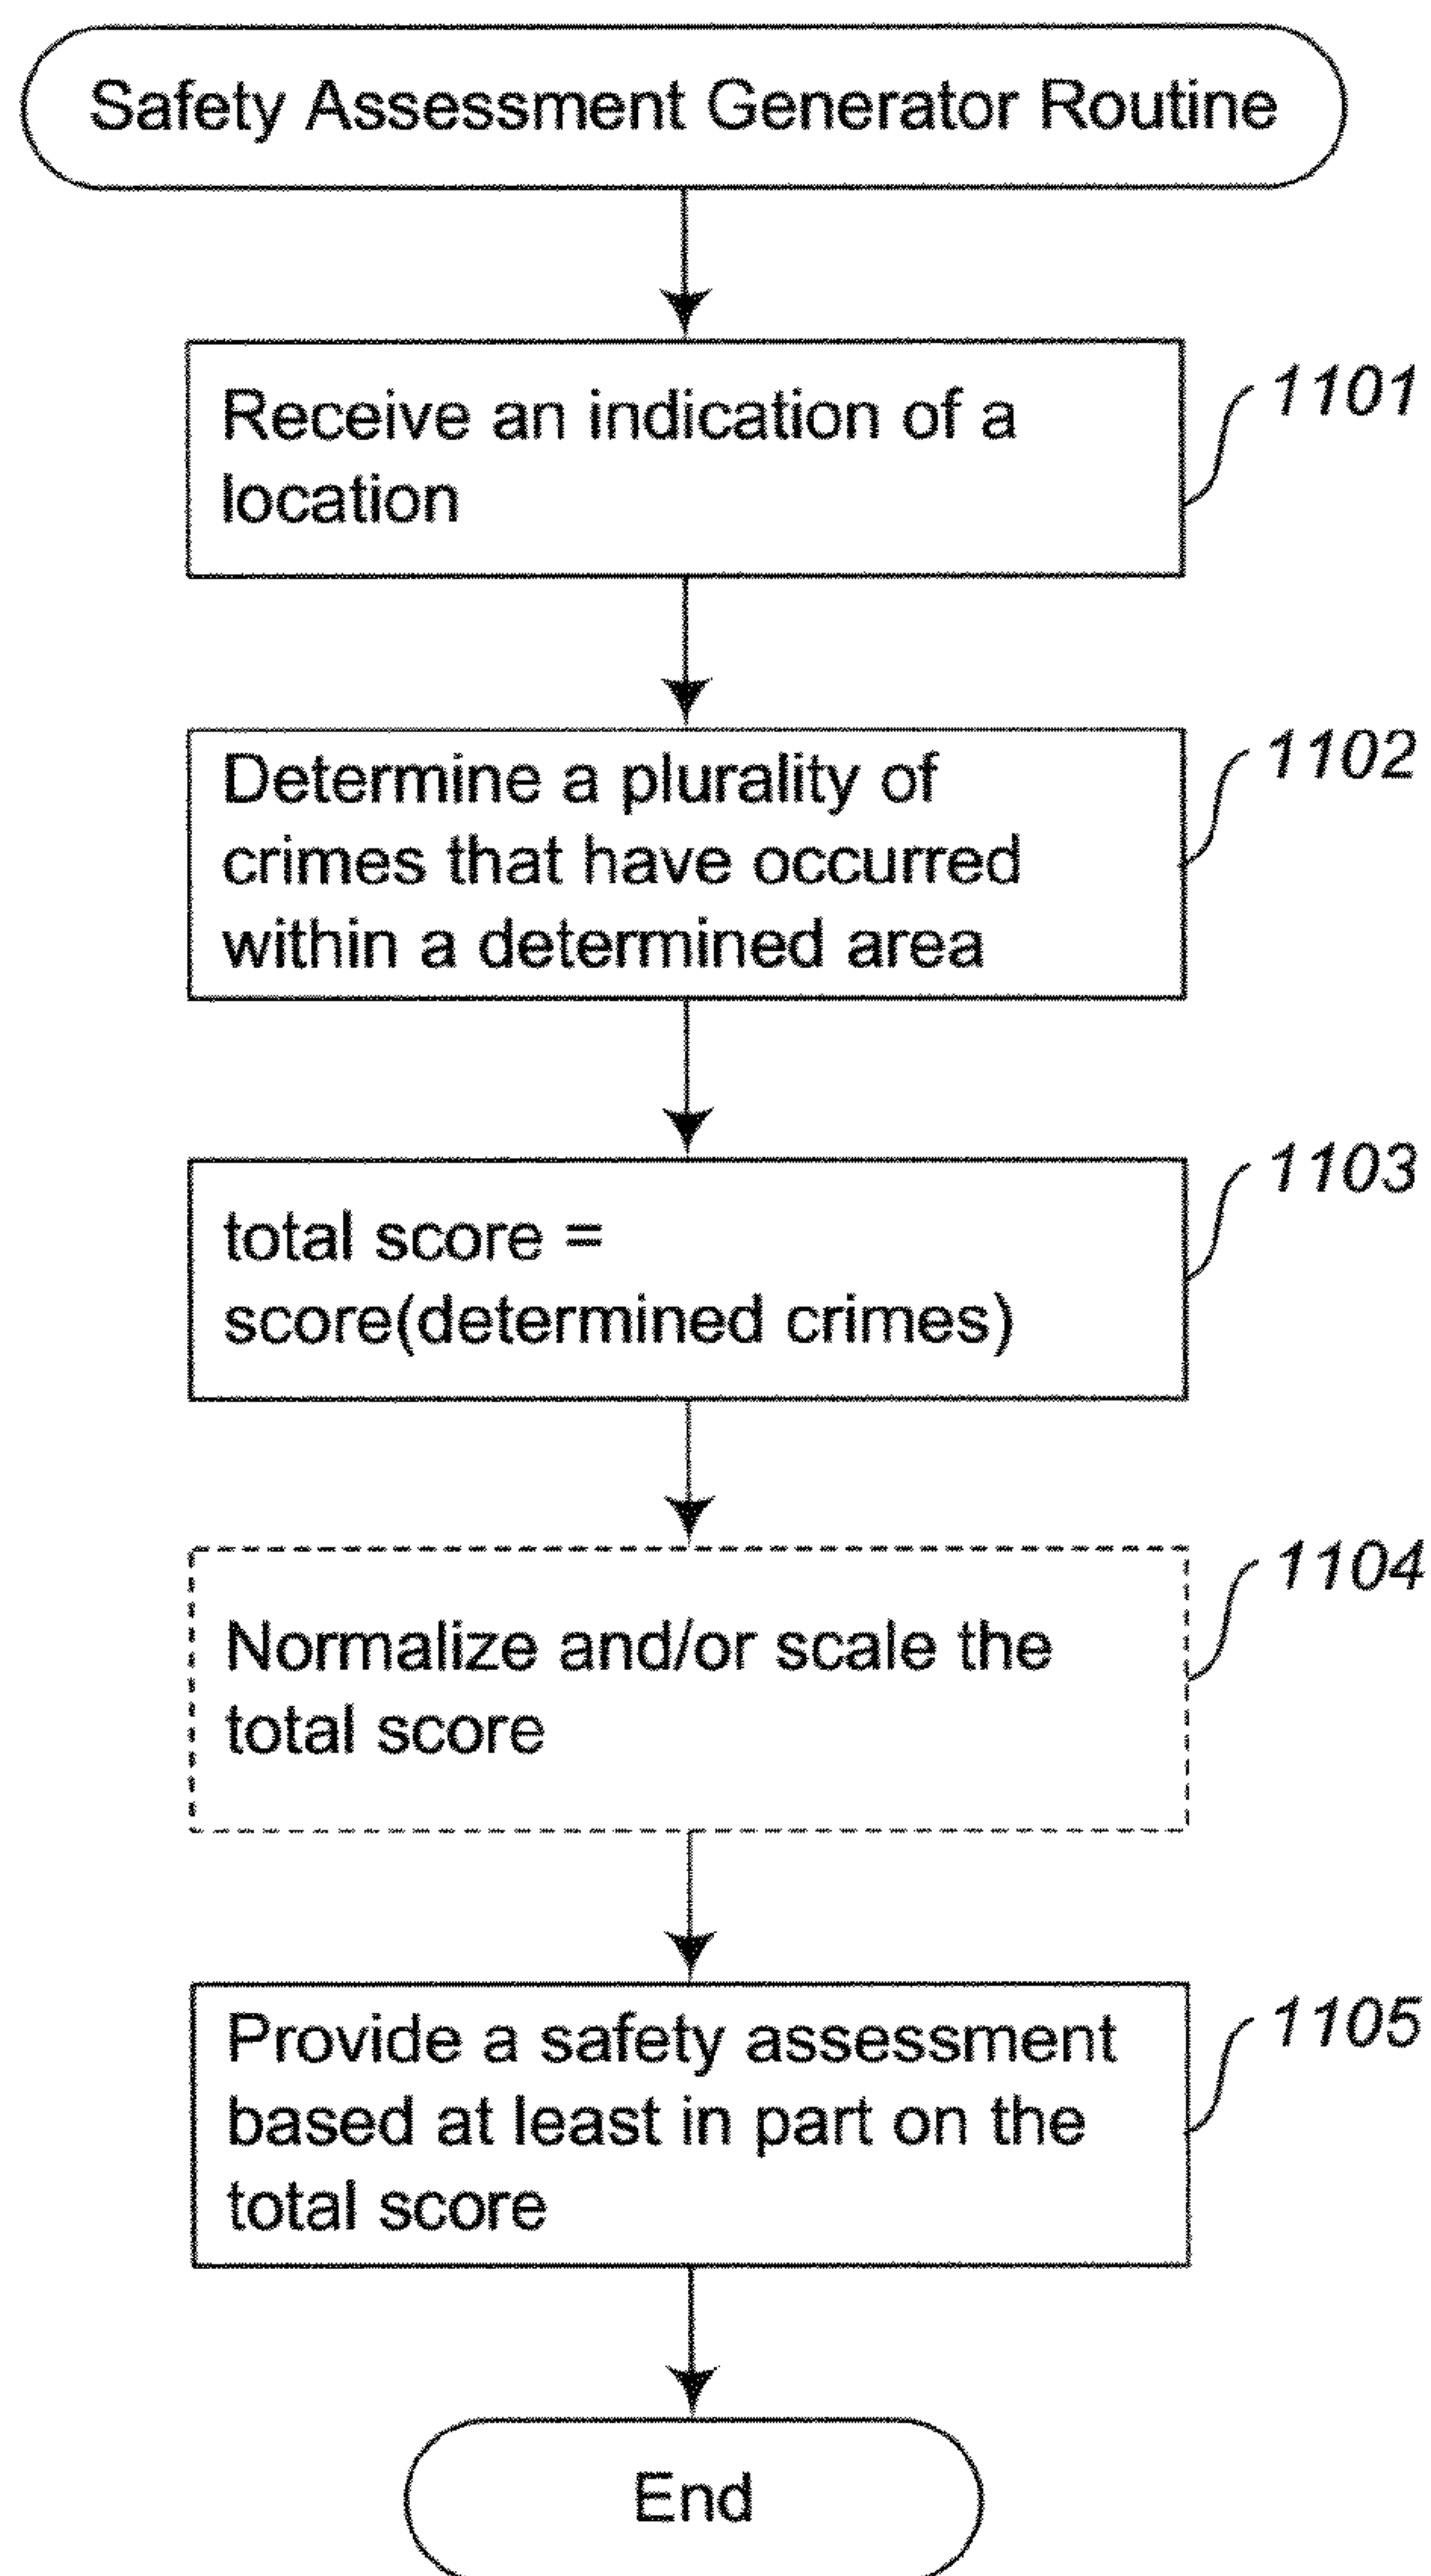 Safety Assessment Generator Routine
Receive an indication of a
location
1101
Determine a plurality of
crimes that have occurred
within a determined area
1102
total score =
score(determined crimes)
1103
Normalize and/or scale the
total score
1104
Provide a safety assessment
based at least in part on the
total score
1105
End